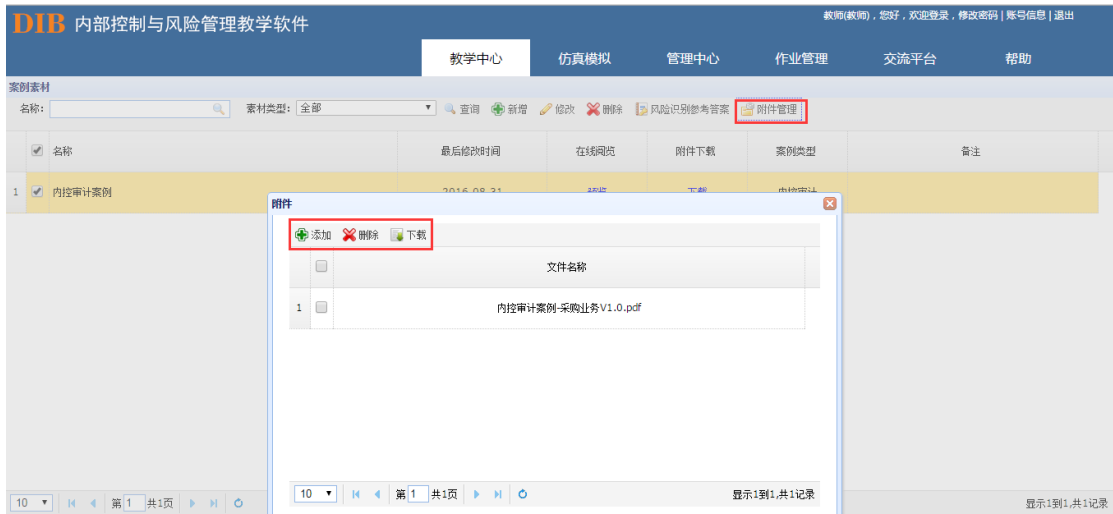 DIB 内部控制与风险管理教学软件
教师(教师)，您好，欢迎登录，修改密码 | 账号信息 | 退出
教学中心 仿真模拟 管理中心 作业管理 交流平台 帮助
案例素材
名称: 素材类型: 全部 查询 新增 修改 删除 风险识别参考答案 附件管理
名称 最后修改时间 在线阅览 附件下载 案例类型 备注
1 内控审计案例 2016-08-31 下载 内控审计
附件
添加 删除 下载
文件名称
1 内控审计案例-采购业务V1.0.pdf
10 第 1 共1页 显示1到1,共1记录
10 第 1 共1页 显示1到1,共1记录